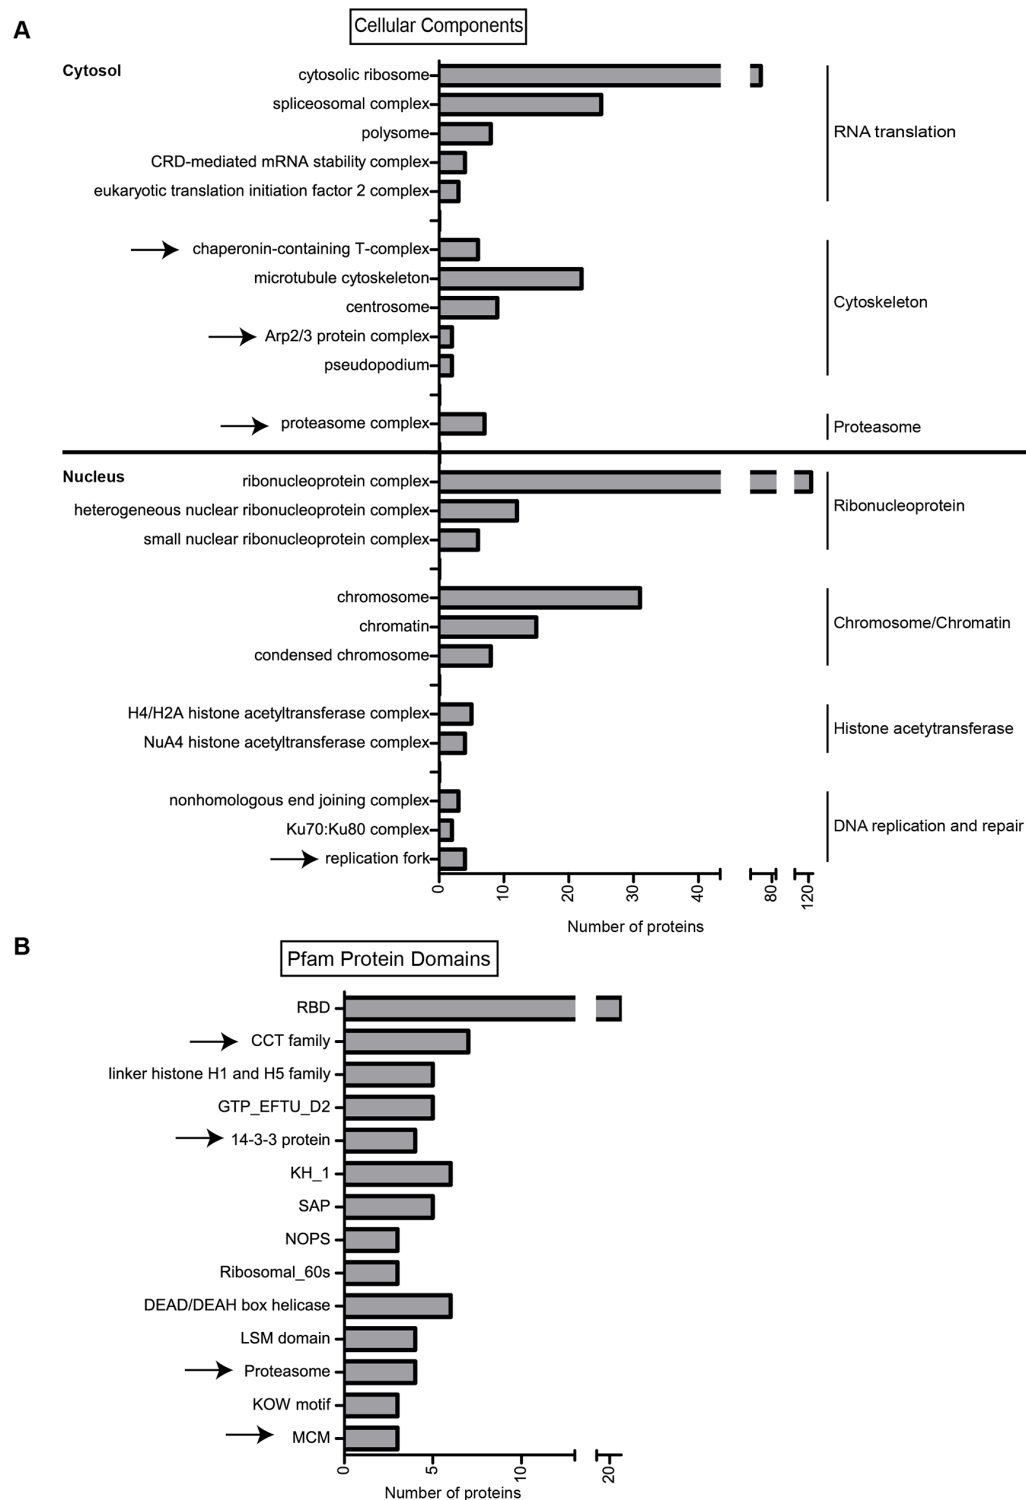 A
Cellular Components
Cytosol
cytosolic ribosome
spliceosomal complex
polysome
CRD-mediated mRNA stability complex
eukaryotic translation initiation factor 2 complex
RNA translation
chaperonin-containing T-complex
microtubule cytoskeleton
centrosome
Arp2/3 protein complex
pseudopodium
Cytoskeleton
proteasome complex
Proteasome
Nucleus
ribonucleoprotein complex
heterogeneous nuclear ribonucleoprotein complex
small nuclear ribonucleoprotein complex
Ribonucleoprotein
chromosome
chromatin
condensed chromosome
Chromosome/Chromatin
H4/H2A histone acetyltransferase complex
NuA4 histone acetyltransferase complex
Histone acetytransferase
nonhomologous end joining complex
Ku70:Ku80 complex
replication fork
DNA replication and repair
0 10 20 30 40 80 120
Number of proteins
B
Pfam Protein Domains
RBD
CCT family
linker histone H1 and H5 family
GTP_EFTU_D2
14-3-3 protein
KH_1
SAP
NOPS
Ribosomal_60s
DEAD/DEAH box helicase
LSM domain
Proteasome
KOW motif
MCM
0 5 10 20
Number of proteins